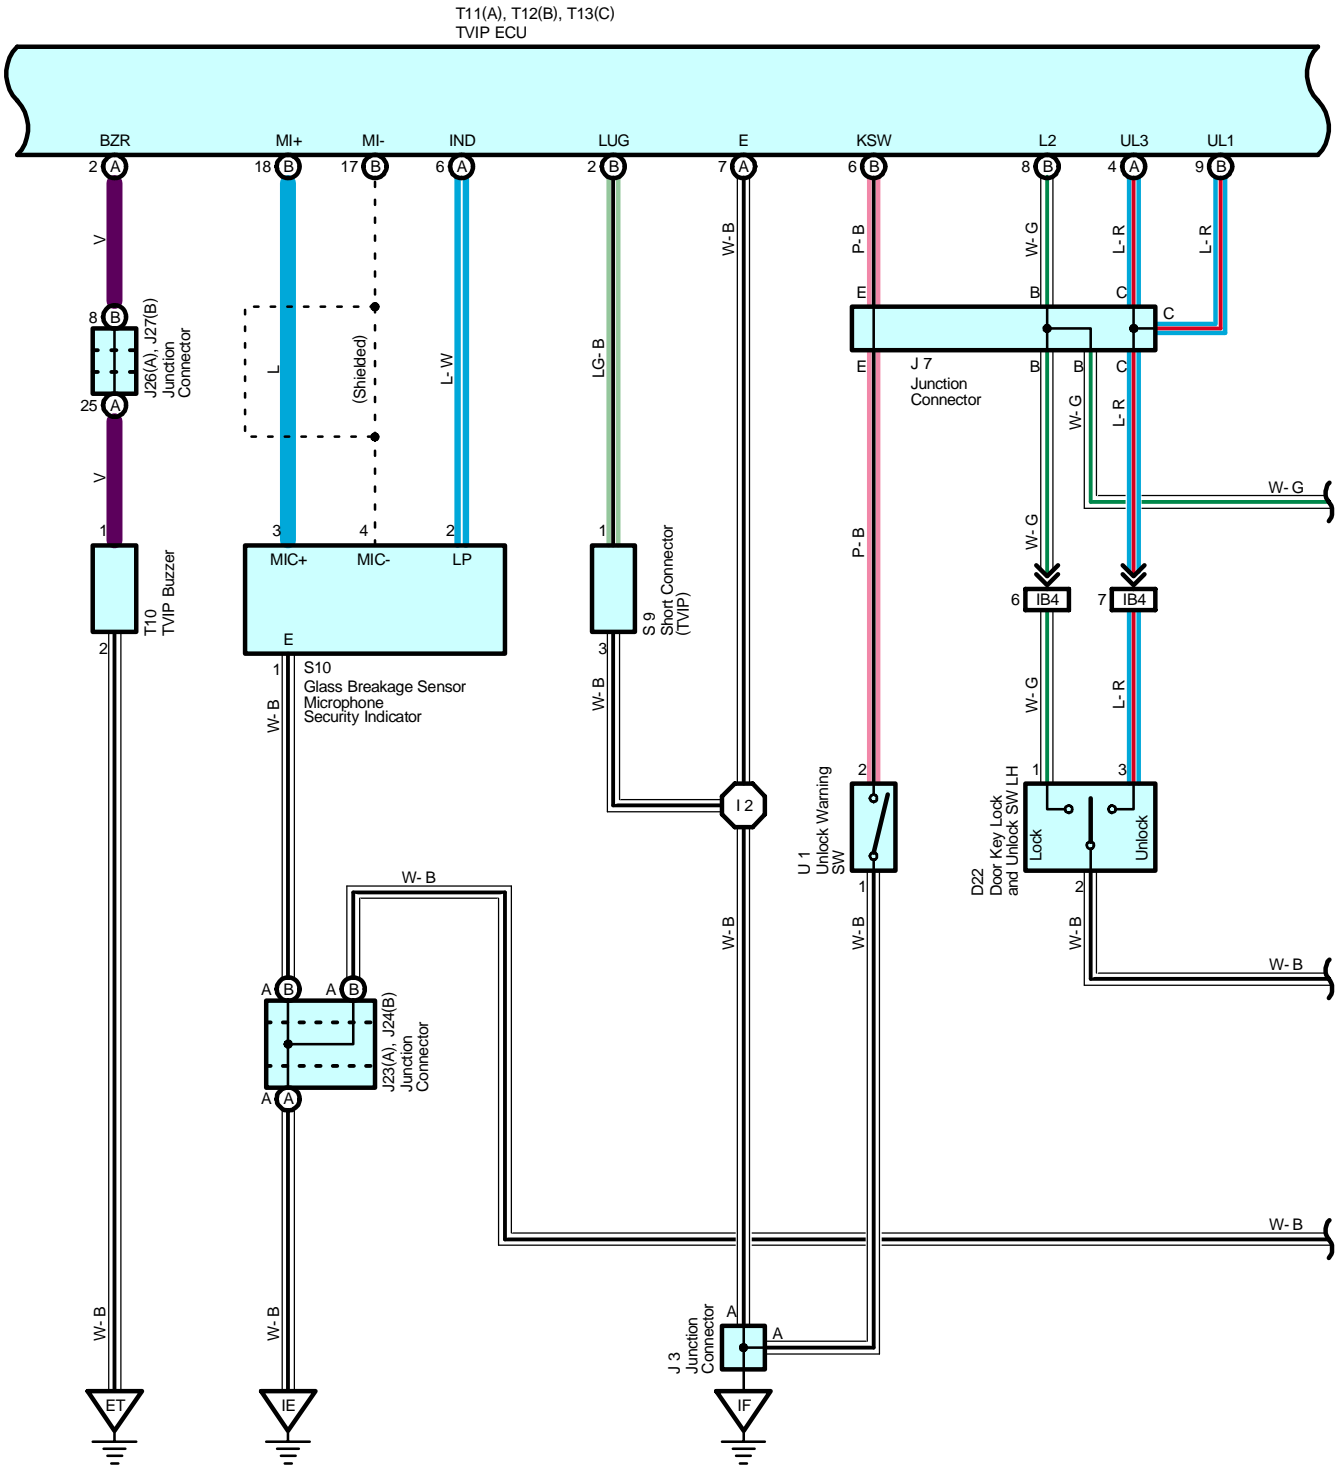 T11(A), T12(B), T13(C)
TVIP ECU
BZR MI+ MI- IND LUG E KSW L2 UL3 UL1
2 A 18 B 17 B 6 A 2 B 7 A 6 B 8 B 4 A 9 B
V
W- B
P- B
W- G
L- R
L- R
E B C C
8 B
J26(A), J27(B)
Junction
Connector
25 A
L
(Shielded)
L- W
LG- B
E B B C
J 7
Junction
Connector
W- G
L- R
V
W- G
P- B
W- G
1 3 4 2 1
MIC+ MIC- LP
T10
TVIP Buzzer
S 9
Short Connector
(TVIP)
6 IB4 7 IB4
E
2 1 3
S10
Glass Breakage Sensor
Microphone
Security Indicator
W- B
W- B
W- G
L- R
2 1 3
I 2
U 1
Unlock Warning
SW
D22
Door Key Lock
and Unlock SW LH
Lock
Unlock
1 2
W- B
W- B
W- B
W- B
W- B
A B A B
J23(A), J24(B)
Junction
Connector
A A
W- B
W- B
W- B
A
A
J 3
Junction
Connector
ET IE IF